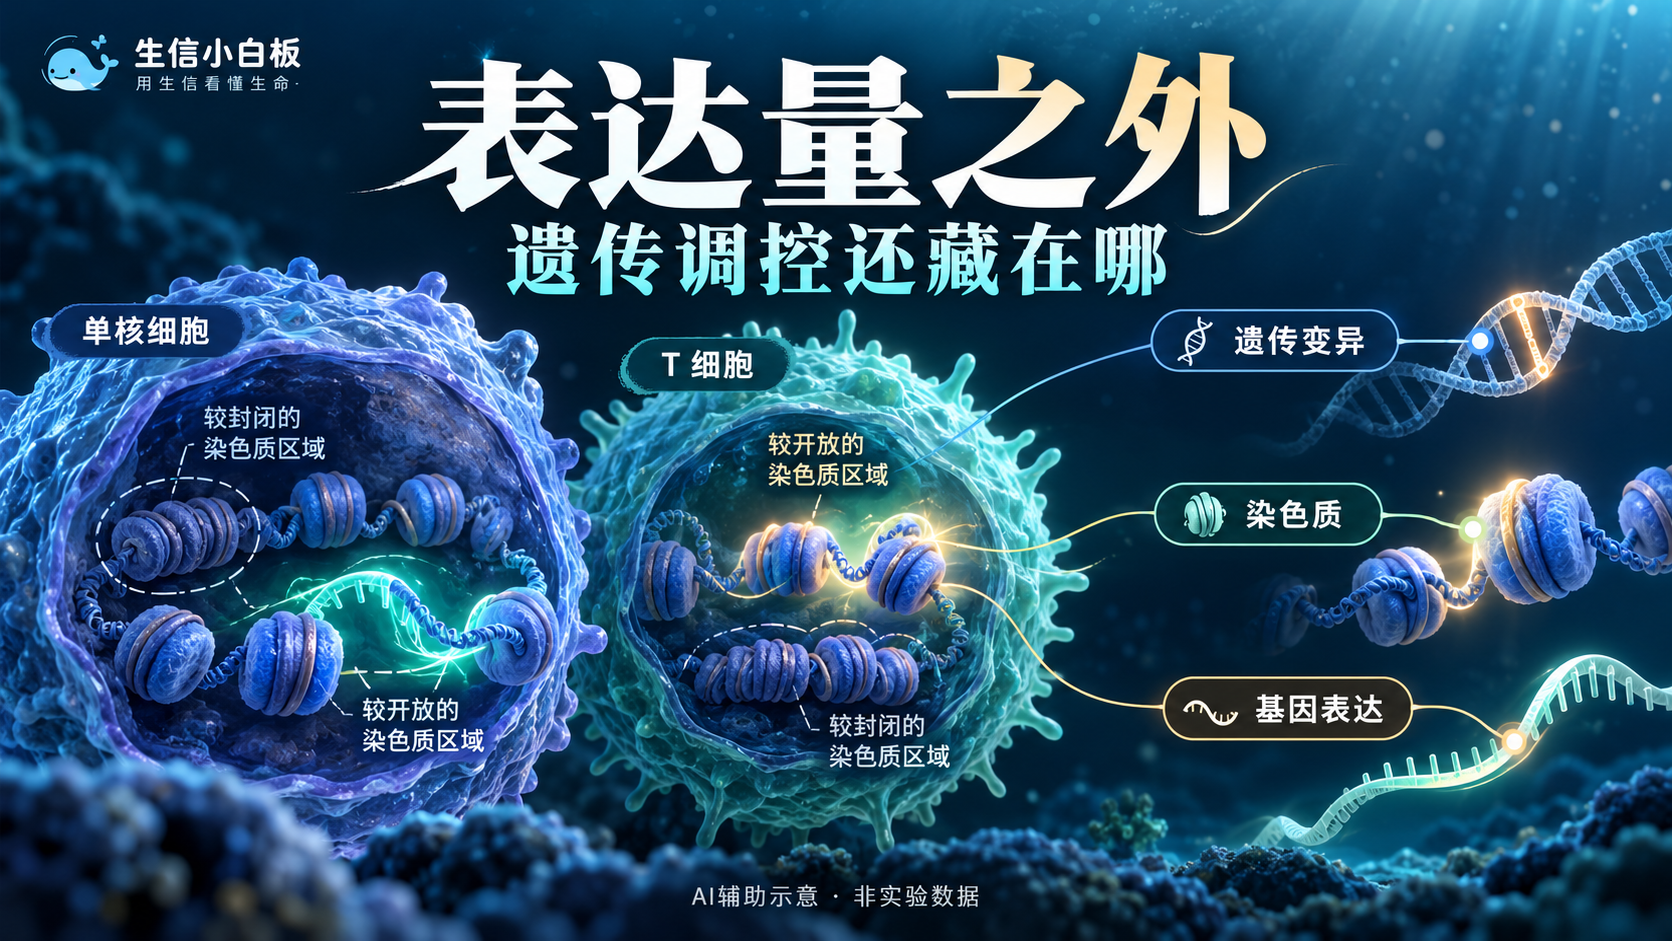 生信小白板
用生信看懂生命·
表达量之外
遗传调控还藏在哪
单核细胞
较封闭的
染色质区域
较开放的
染色质区域
T 细胞
较开放的
染色质区域
较封闭的
染色质区域
遗传变异
染色质
基因表达
AI辅助示意 · 非实验数据